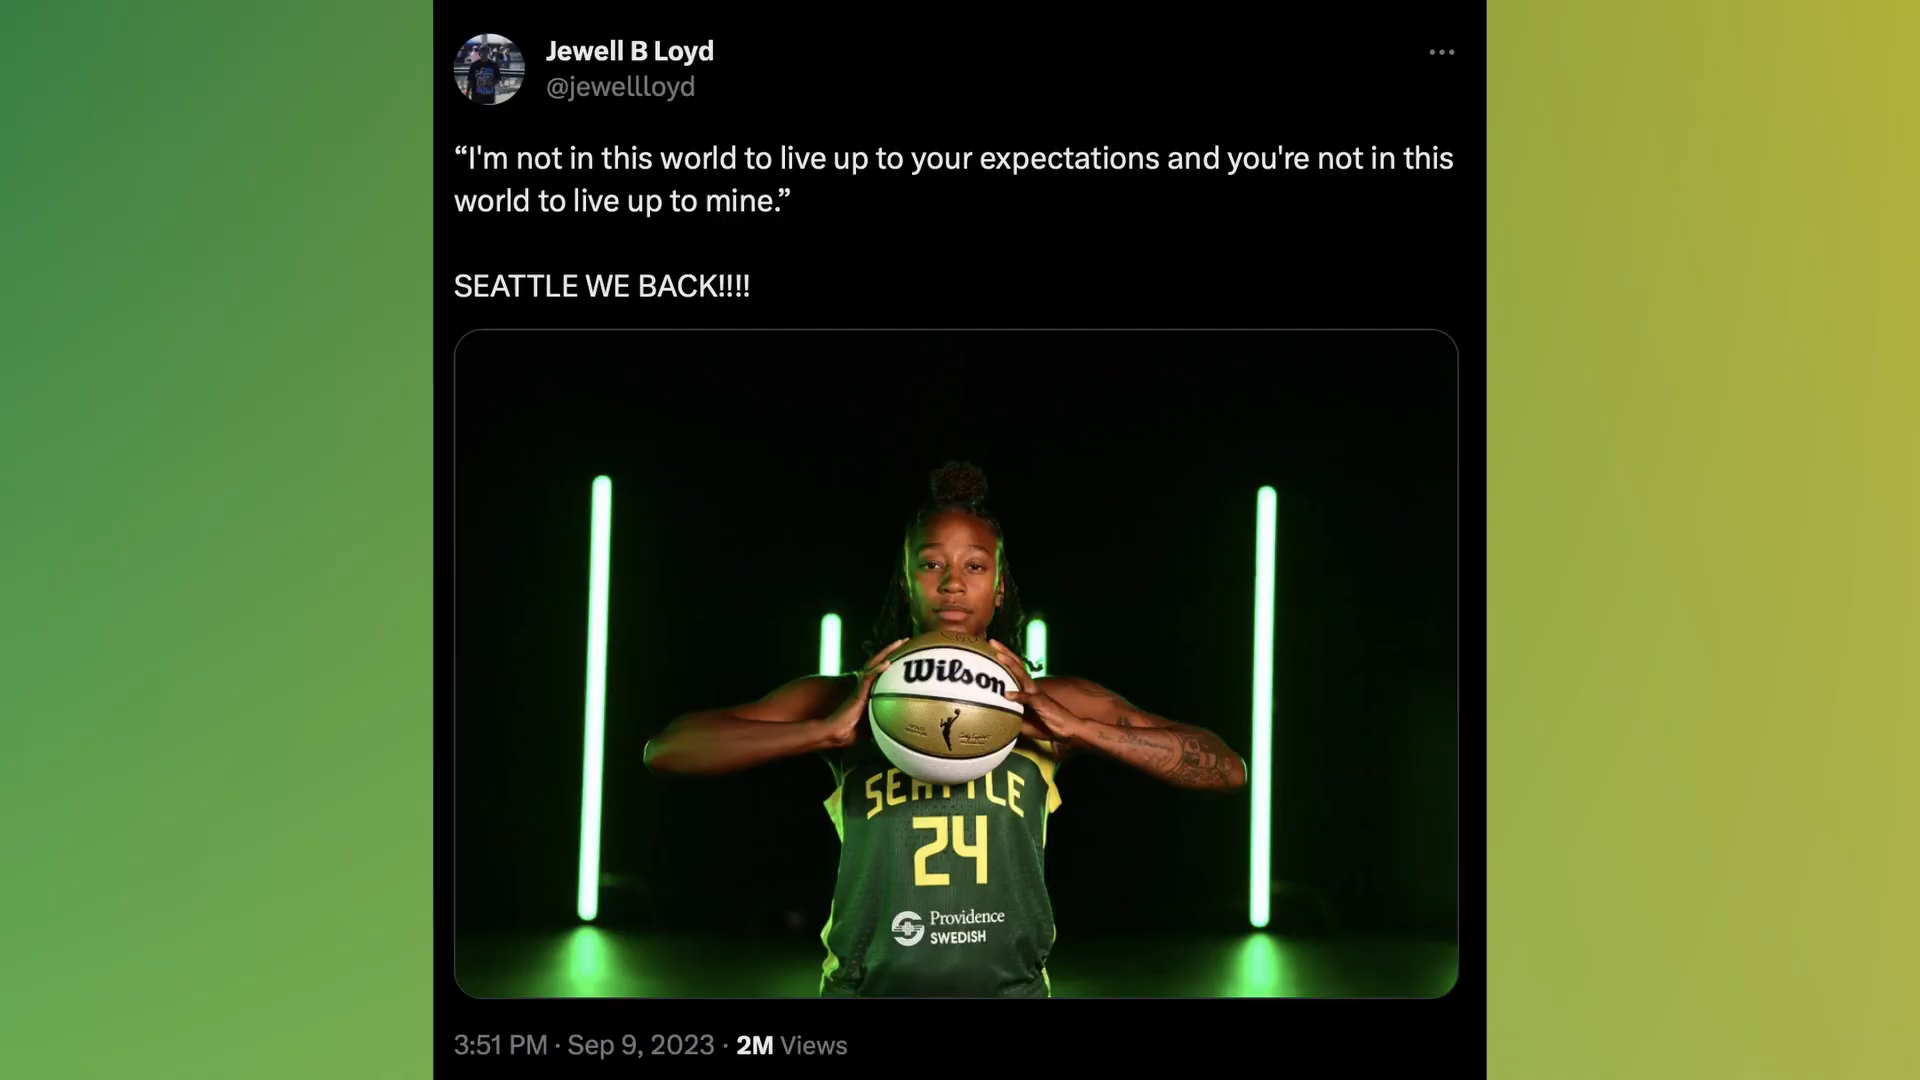 Jewell B Loyd
@jewellloyd
“I'm not in this world to live up to your expectations and you're not in this
world to live up to mine.”
SEATTLE WE BACK!!!!
Wilson
SEATTLE
24
Providence
SWEDISH
3:51 PM · Sep 9, 2023 · 2M Views